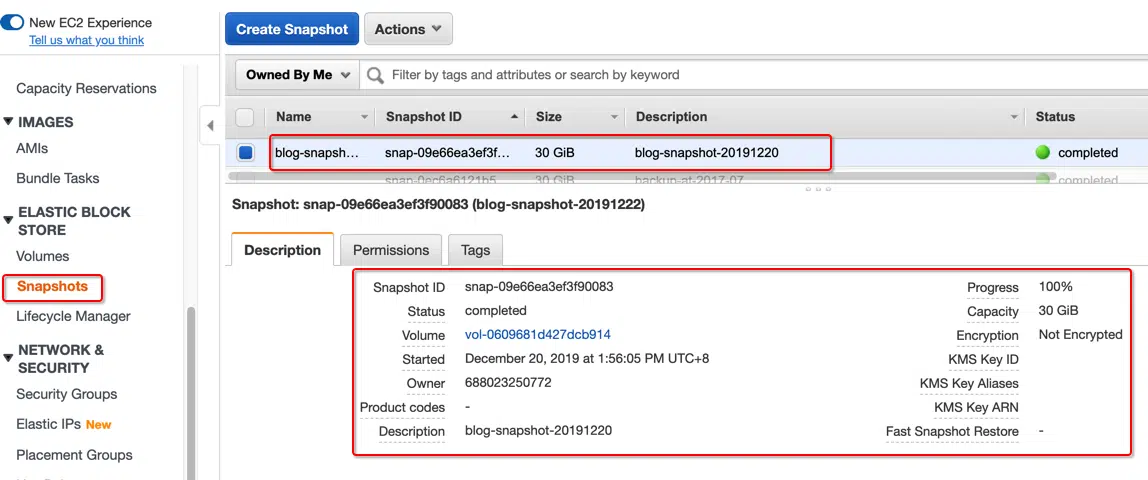 New EC2 Experience
Tell us what you think
Capacity Reservations
IMAGES
AMIs
Bundle Tasks
ELASTIC BLOCK
STORE
Volumes
Snapshots
Lifecycle Manager
NETWORK &
SECURITY
Security Groups
Elastic IPs New
Placement Groups
Create Snapshot Actions
Owned By Me Filter by tags and attributes or search by keyword
Name Snapshot ID Size Description Status
blog-snapsh… snap-09e66ea3ef3f… 30 GiB blog-snapshot-20191220 completed
snap-0ec6a6121b5 30 GiB backup-at-2017-07 completed
Snapshot: snap-09e66ea3ef3f90083 (blog-snapshot-20191222)
Description Permissions Tags
Snapshot ID snap-09e66ea3ef3f90083 Progress 100%
Status completed Capacity 30 GiB
Volume vol-0609681d427dcb914 Encryption Not Encrypted
Started December 20, 2019 at 1:56:05 PM UTC+8 KMS Key ID
Owner 688023250772 KMS Key Aliases
Product codes - KMS Key ARN
Description blog-snapshot-20191220 Fast Snapshot Restore -